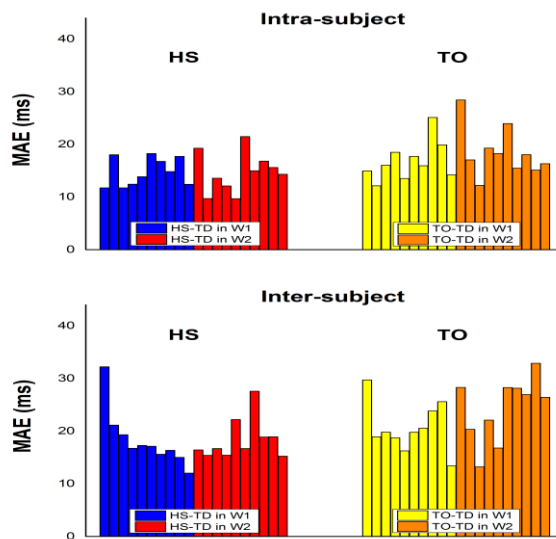 Intra-subject
HS TO
MAE (ms)
40
30
20
10
0
HS-TD in W1
HS-TD in W2
TO-TD in W1
TO-TD in W2
Inter-subject
HS TO
MAE (ms)
40
30
20
10
0
HS-TD in W1
HS-TD in W2
TO-TD in W1
TO-TD in W2